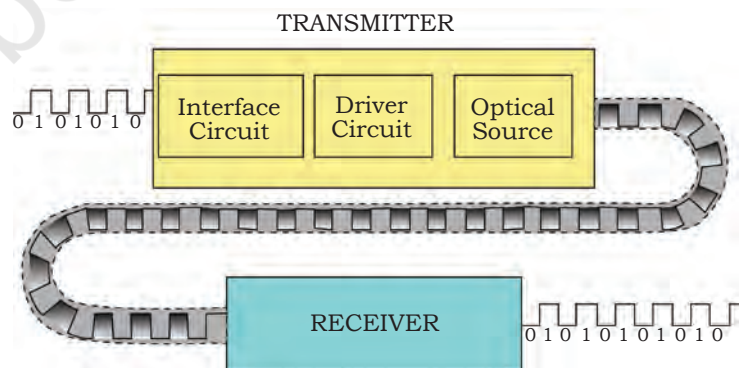 TRANSMITTER
Interface
Circuit
Driver
Circuit
Optical
Source
0 1 0 1 0 1 0
RECEIVER
0 1 0 1 0 1 0 1 0 1 0